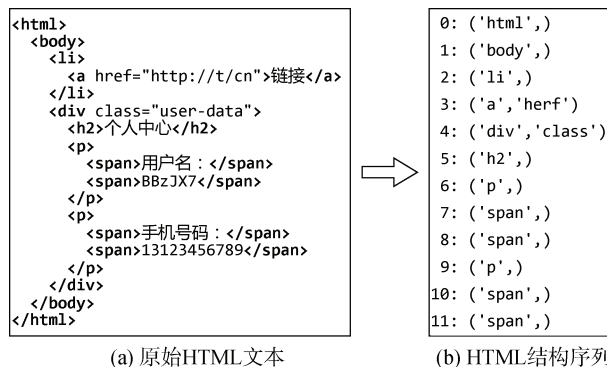 <html>
<body>
<li>
<a href="http://t/cn">链接</a>
</li>
<div class="user-data">
<h2>个人中心</h2>
<p>
<span>用户名：</span>
<span>BBzJX7</span>
</p>
<p>
<span>手机号码：</span>
<span>13123456789</span>
</p>
</div>
</body>
</html>
(a) 原始HTML文本
0: ('html',)
1: ('body',)
2: ('li',)
3: ('a','herf')
4: ('div','class')
5: ('h2',)
6: ('p',)
7: ('span',)
8: ('span',)
9: ('p',)
10: ('span',)
11: ('span',)
(b) HTML结构序列